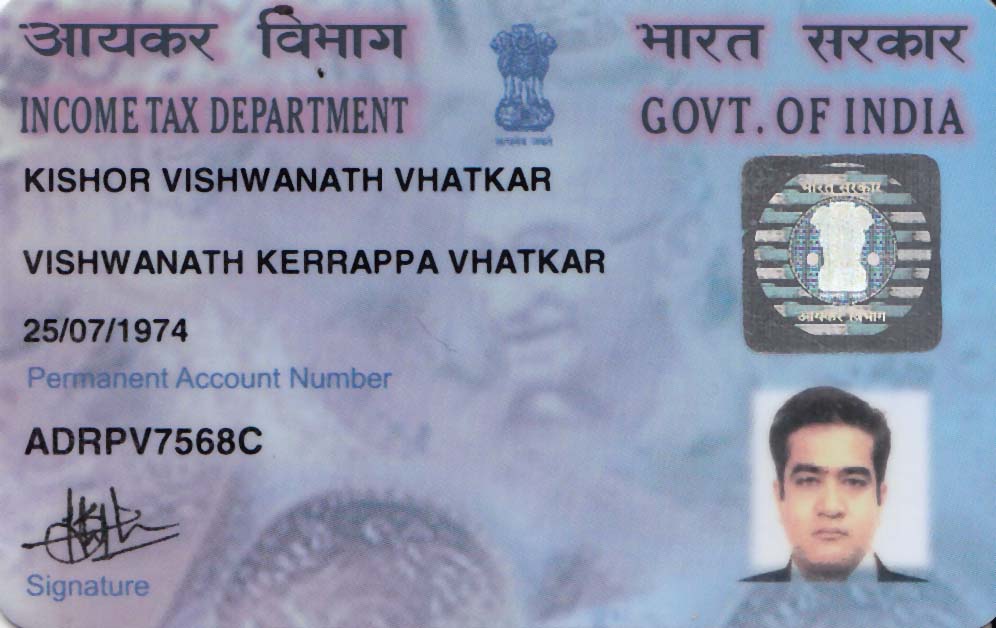 आयकर विभाग
भारत सरकार
INCOME TAX DEPARTMENT
GOVT. OF INDIA
KISHOR VISHWANATH VHATKAR
भारत सरकार
VISHWANATH KERRAPPA VHATKAR
आयकर विभाग
25/07/1974
Permanent Account Number
ADRPV7568C
Signature